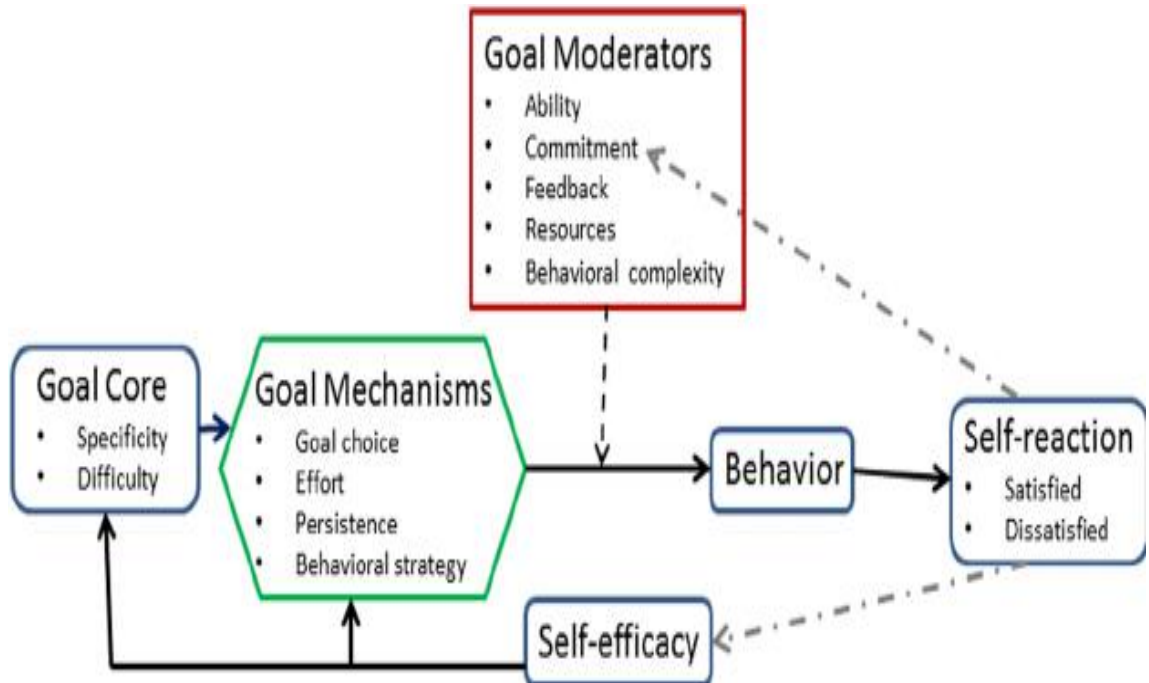 Goal Moderators
• Ability
• Commitment
• Feedback
• Resources
• Behavioral complexity
Goal Core
• Specificity
• Difficulty
Goal Mechanisms
• Goal choice
• Effort
• Persistence
• Behavioral strategy
Behavior
Self-reaction
• Satisfied
• Dissatisfied
Self-efficacy